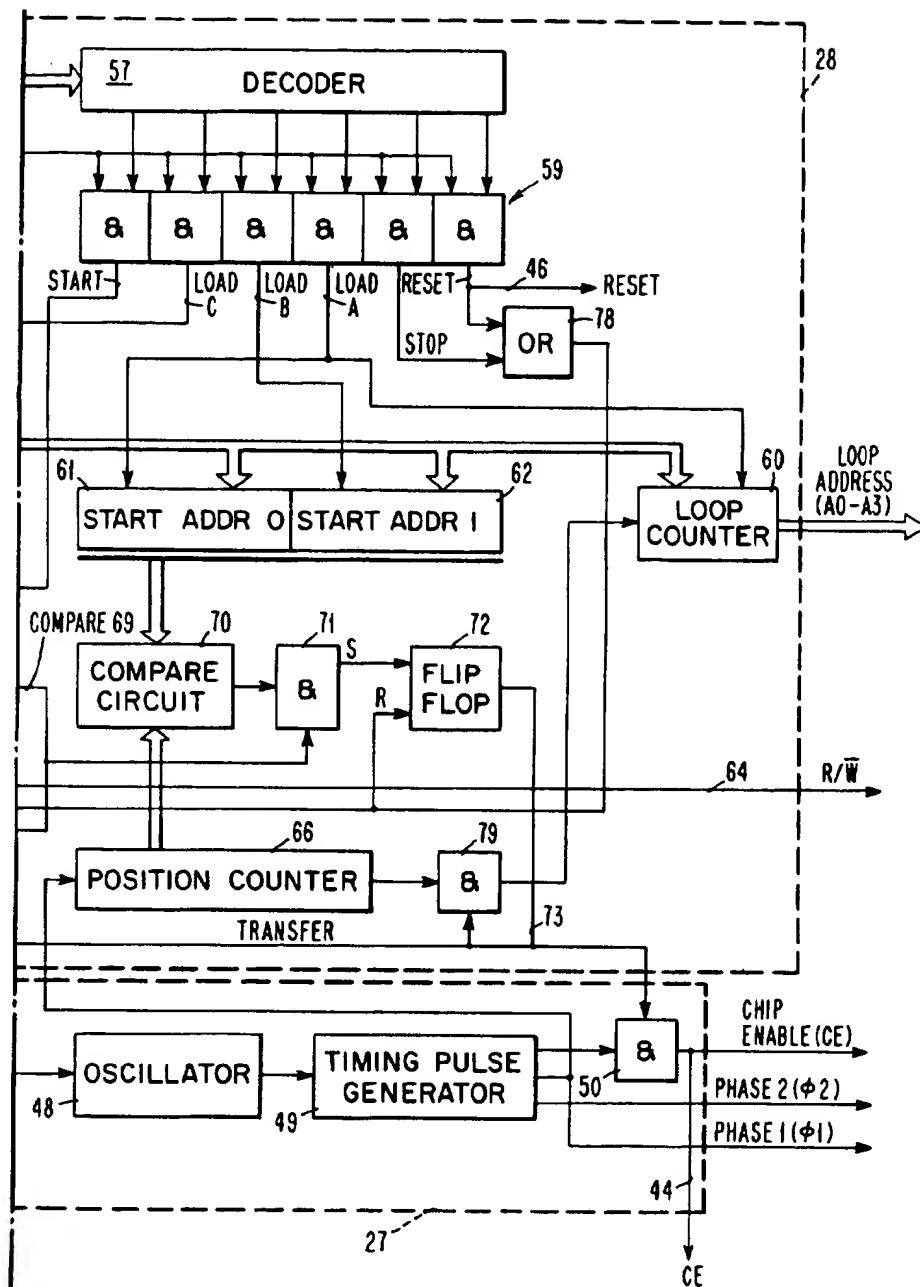 28
57 DECODER
59
& & & & & &
START
LOAD C
LOAD B
LOAD A
RESET
46
RESET
78
STOP
OR
61
62
60
LOOP ADDRESS (A0-A3)
START ADDR 0
START ADDR 1
LOOP COUNTER
COMPARE 69
70
71
S
72
COMPARE CIRCUIT
&
R
FLIP FLOP
64
R/W̅
66
79
POSITION COUNTER
&
73
TRANSFER
CHIP ENABLE (CE)
OSCILLATOR
TIMING PULSE GENERATOR
&
48
49
50
PHASE 2 (ϕ2)
PHASE 1 (ϕ1)
44
27
CE